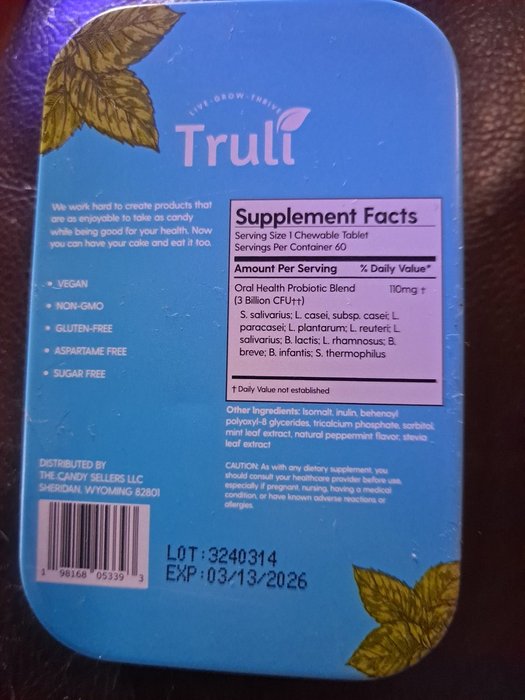 LIVE-GROW-THRIVE
Truli
We work hard to create products that
are as enjoyable to take as candy
while being good for your health. Now
you can have your cake and eat it too.
• VEGAN
• NON-GMO
• GLUTEN-FREE
• ASPARTAME FREE
• SUGAR FREE
DISTRIBUTED BY
THE CANDY SELLERS LLC
SHERIDAN, WYOMING 82801
1 98168 05339 3
Supplement Facts
Serving Size 1 Chewable Tablet
Servings Per Container 60
Amount Per Serving % Daily Value*
Oral Health Probiotic Blend 110mg †
(3 Billion CFU††)
S. salivarius; L. casei, subsp. casei; L.
paracasei; L. plantarum; L. reuteri; L.
salivarius; B. lactis; L. rhamnosus; B.
breve; B. infantis; S. thermophilus
† Daily Value not established
Other Ingredients: Isomalt, inulin, behenoyl
polyoxyl-8 glycerides, tricalcium phosphate, sorbitol,
mint leaf extract, natural peppermint flavor, stevia
leaf extract
CAUTION: As with any dietary supplement, you
should consult your healthcare provider before use,
especially if pregnant, nursing, having a medical
condition, or have known adverse reactions or
allergies.
LOT:3240314
EXP:03/13/2026